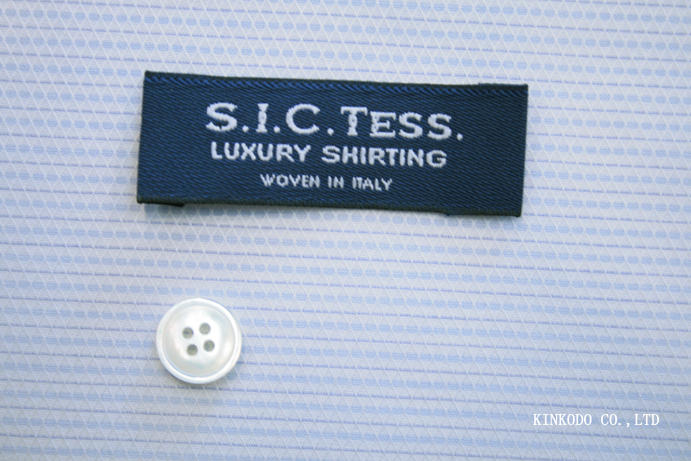 S.I.C.TESS.
LUXURY SHIRTING
WOVEN IN ITALY
KINKODO CO.,LTD